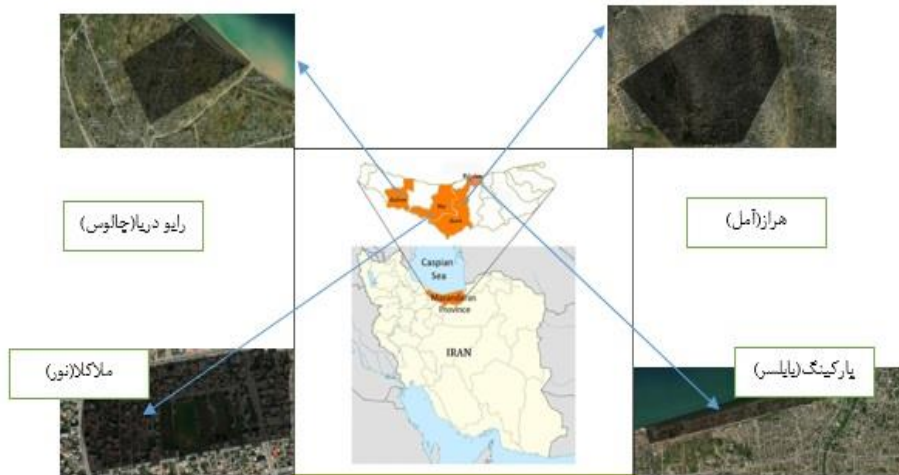 رایو دریا(چالوس)
هراز(آمل)
Caspian
Sea
Mazandaran
Province
IRAN
ملاکلا(نور)
پارکینگ(بابلسر)